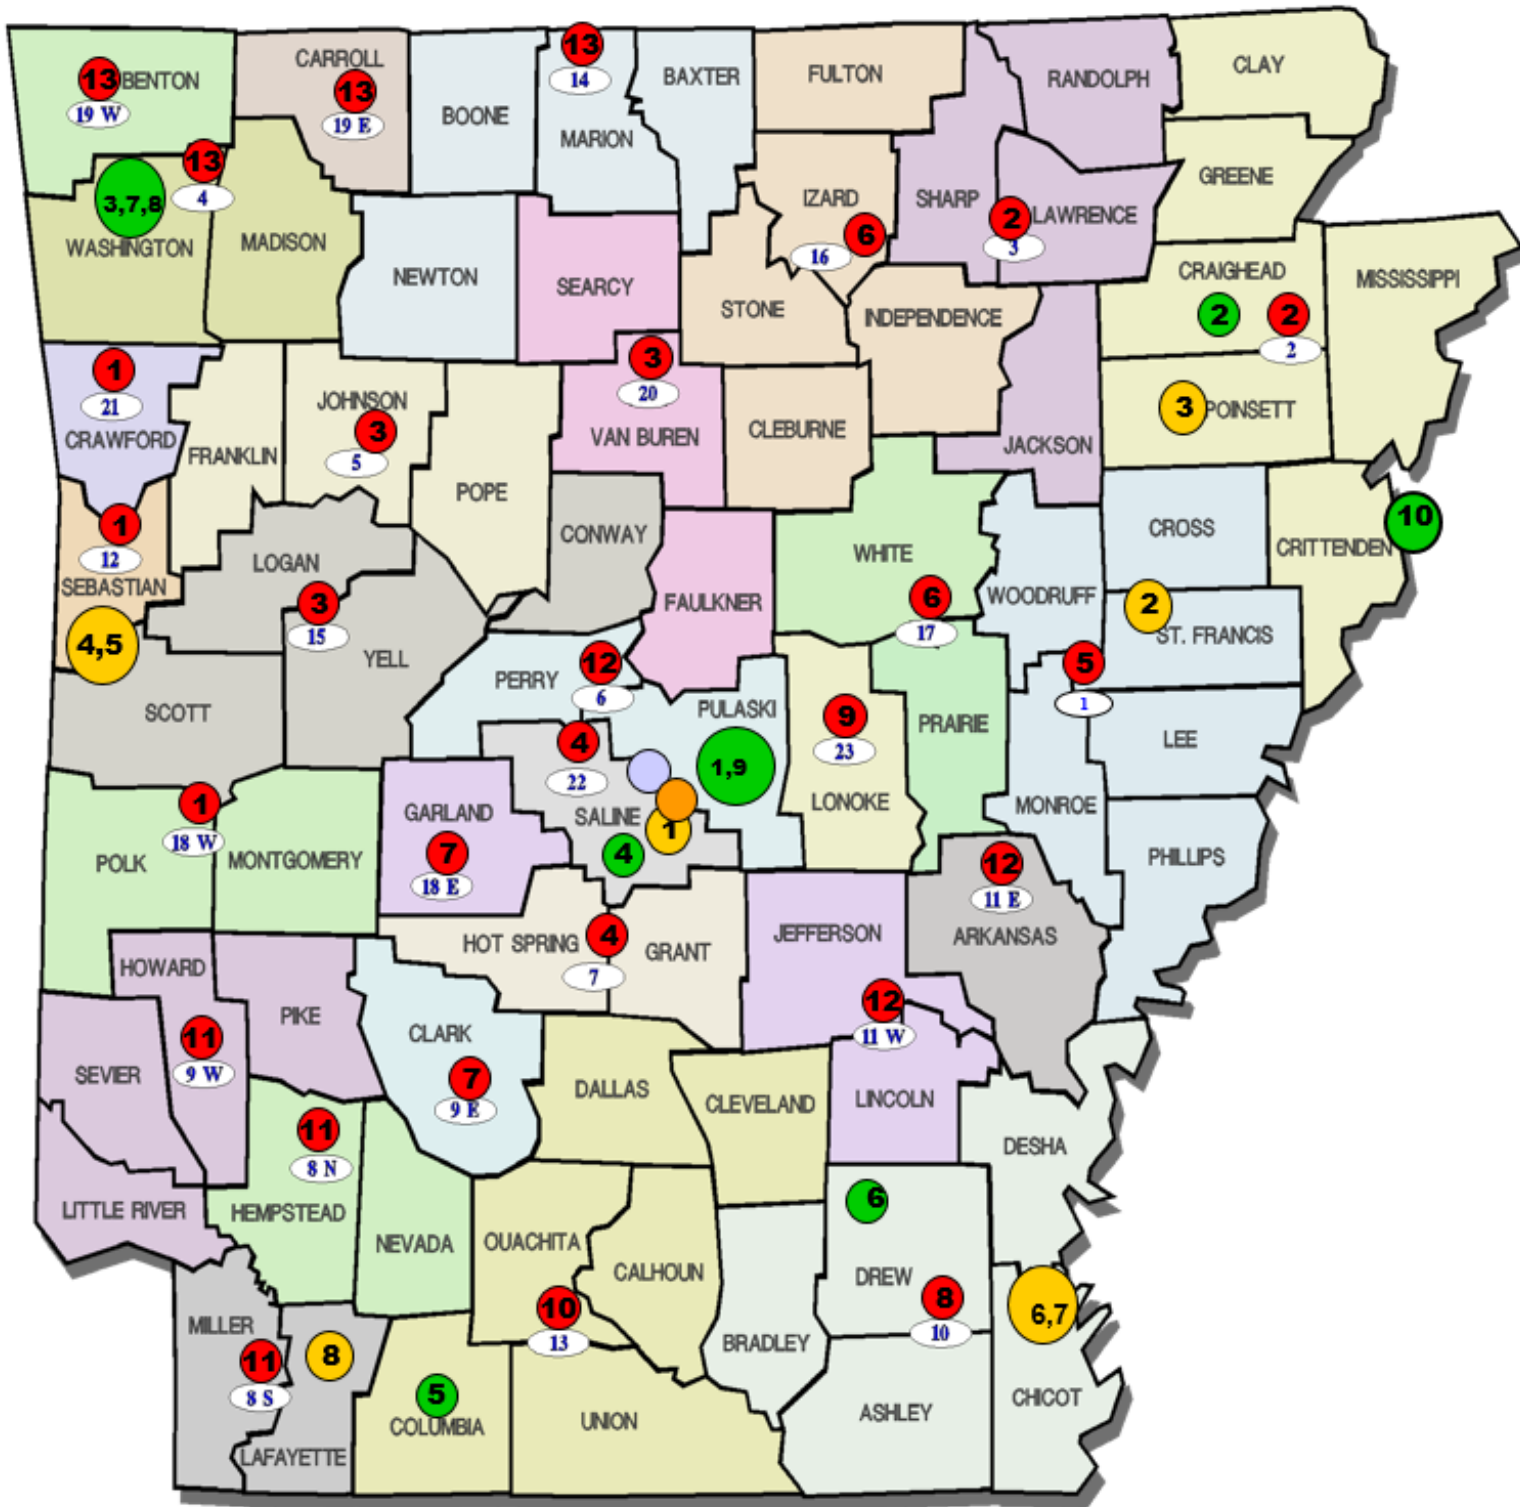 CLAY
CARROLL
13
BAXTER
FULTON
RANDOLPH
13
BENTON
13
14
19 W
19 E
BOONE
MARION
13
4
GREENE
3,7,8
IZARD
SHARP
2
LAWRENCE
3
6
16
WASHINGTON
MADISON
CRAIGHEAD
MISSISSIPPI
NEWTON
SEARCY
STONE
INDEPENDENCE
2
2
2
1
21
3
20
JOHNSON
3
5
3
POINSETT
CRAWFORD
FRANKLIN
VAN BUREN
CLEBURNE
JACKSON
POPE
1
12
CONWAY
CROSS
10
CRITTENDEN
LOGAN
WHITE
SEBASTIAN
3
15
FAULKNER
6
17
WOODRUFF
2
ST. FRANCIS
4,5
YELL
12
6
PERRY
5
1
SCOTT
PULASKI
9
23
PRAIRIE
LEE
4
22
1,9
1
18 W
GARLAND
SALINE
1
4
LONOKE
MONROE
POLK
MONTGOMERY
7
18 E
12
11 E
PHILLIPS
HOT SPRING
4
7
GRANT
JEFFERSON
ARKANSAS
HOWARD
PIKE
12
11 W
11
9 W
CLARK
SEVIER
7
9 E
DALLAS
CLEVELAND
LINCOLN
11
8 N
DESHA
LITTLE RIVER
HEMPSTEAD
NEVADA
OUACHITA
CALHOUN
6
DREW
8
10
6,7
10
13
MILLER
11
8 S
8
BRADLEY
5
COLUMBIA
UNION
ASHLEY
CHICOT
LAFAYETTE